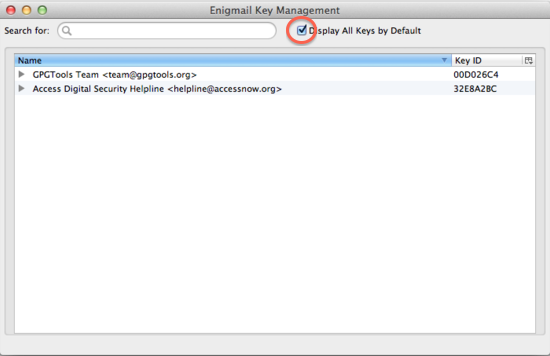 Enigmail Key Management
Search for: Display All Keys by Default
Name Key ID
GPGTools Team <team@gpgtools.org> 00D026C4
Access Digital Security Helpline <helpline@accessnow.org> 32E8A2BC